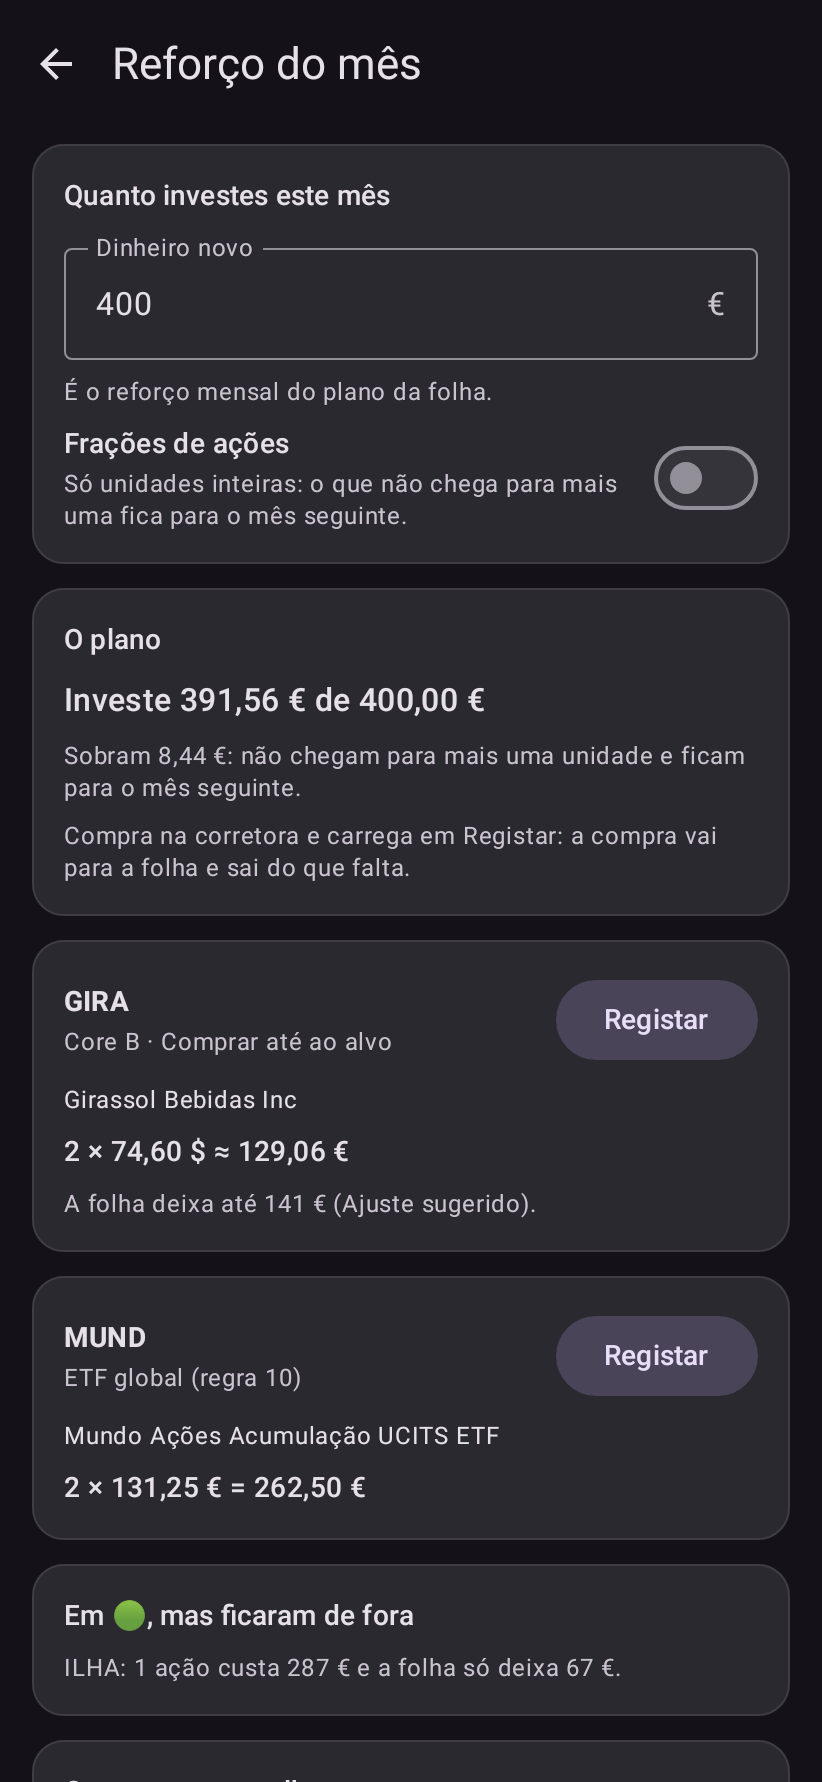 Reforço do mês
Quanto investes este mês
Dinheiro novo
400 €
É o reforço mensal do plano da folha.
Frações de ações
Só unidades inteiras: o que não chega para mais
uma fica para o mês seguinte.
O plano
Investe 391,56 € de 400,00 €
Sobram 8,44 €: não chegam para mais uma unidade e ficam
para o mês seguinte.
Compra na corretora e carrega em Registar: a compra vai
para a folha e sai do que falta.
GIRA
Registar
Core B · Comprar até ao alvo
Girassol Bebidas Inc
2 × 74,60 $ ≈ 129,06 €
A folha deixa até 141 € (Ajuste sugerido).
MUND
Registar
ETF global (regra 10)
Mundo Ações Acumulação UCITS ETF
2 × 131,25 € = 262,50 €
Em 🟢, mas ficaram de fora
ILHA: 1 ação custa 287 € e a folha só deixa 67 €.